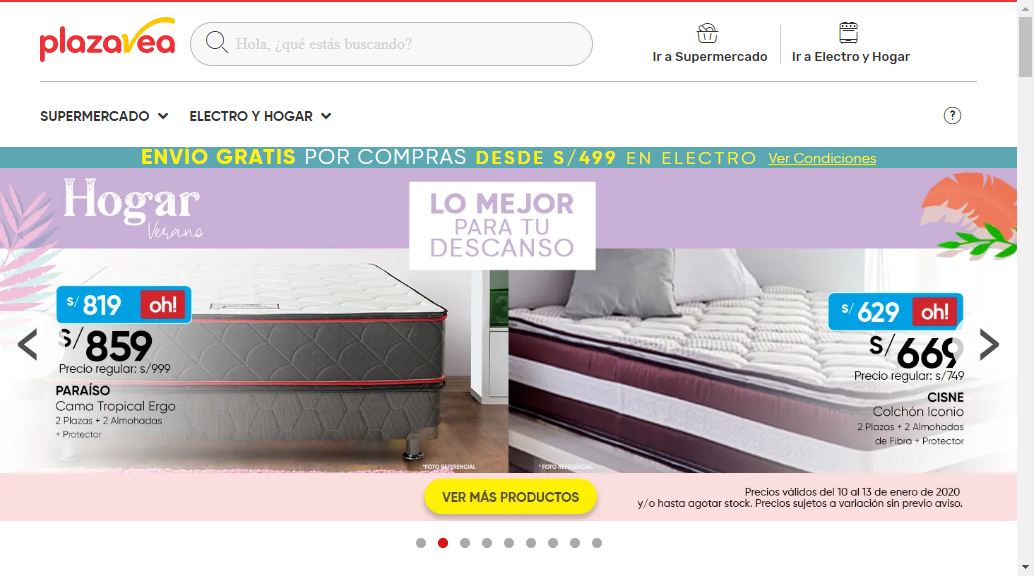 plazavea
Hola, ¿qué estás buscando?
Ir a Supermercado
Ir a Electro y Hogar
SUPERMERCADO
ELECTRO Y HOGAR
?
ENVÍO GRATIS POR COMPRAS DESDE S/499 EN ELECTRO Ver Condiciones
Hogar
Verano
LO MEJOR
PARA TU
DESCANSO
S/ 819 oh!
S/859
Precio regular: s/999
PARAÍSO
Cama Tropical Ergo
2 Plazas + 2 Almohadas
+ Protector
*FOTO REFERENCIAL
S/ 629 oh!
S/669
Precio regular: s/749
CISNE
Colchón Iconio
2 Plazas + 2 Almohadas
de Fibra + Protector
*FOTO REFERENCIAL
VER MÁS PRODUCTOS
Precios válidos del 10 al 13 de enero de 2020
y/o hasta agotar stock. Precios sujetos a variación sin previo aviso.